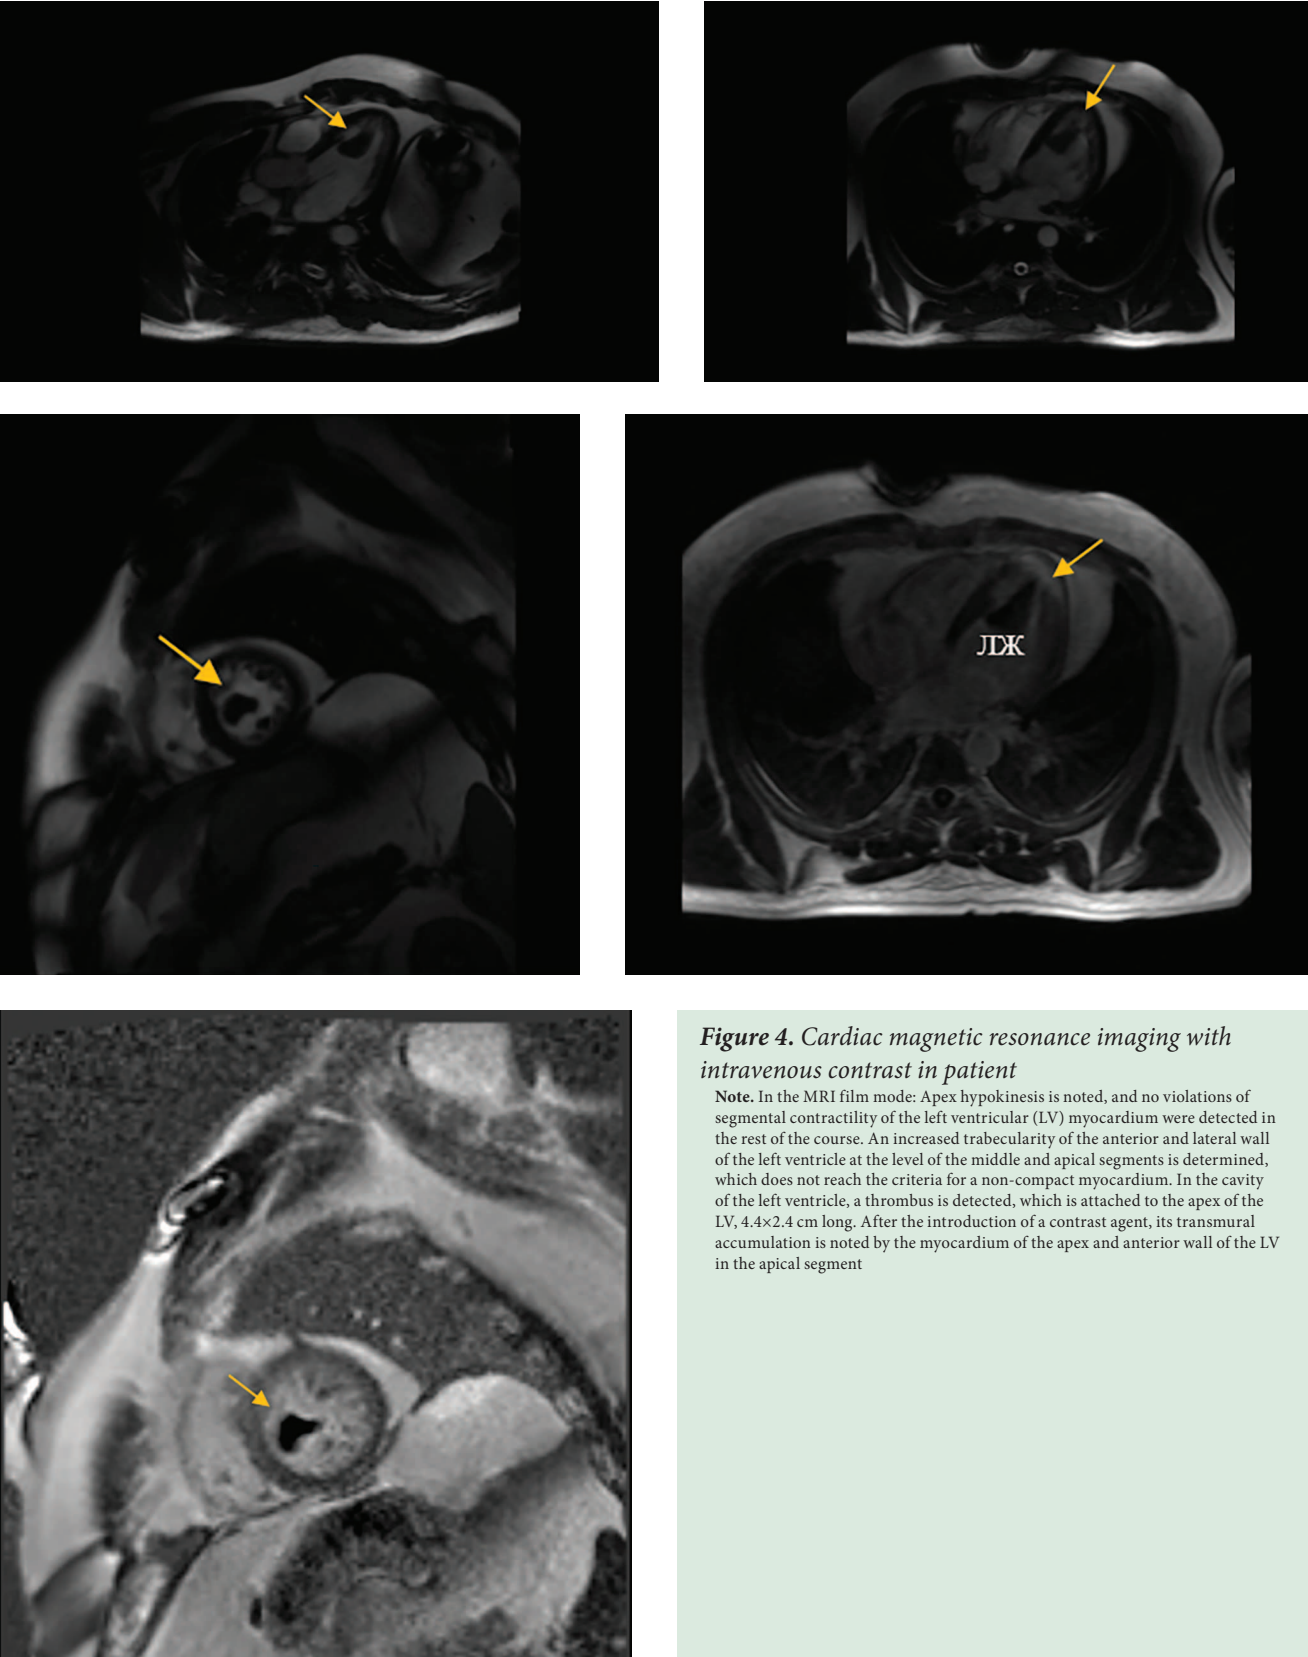 ЛЖ
Figure 4. Cardiac magnetic resonance imaging with
intravenous contrast in patient
Note. In the MRI film mode: Apex hypokinesis is noted, and no violations of
segmental contractility of the left ventricular (LV) myocardium were detected in
the rest of the course. An increased trabecularity of the anterior and lateral wall
of the left ventricle at the level of the middle and apical segments is determined,
which does not reach the criteria for a non-compact myocardium. In the cavity
of the left ventricle, a thrombus is detected, which is attached to the apex of the
LV, 4.4×2.4 cm long. After the introduction of a contrast agent, its transmural
accumulation is noted by the myocardium of the apex and anterior wall of the LV
in the apical segment